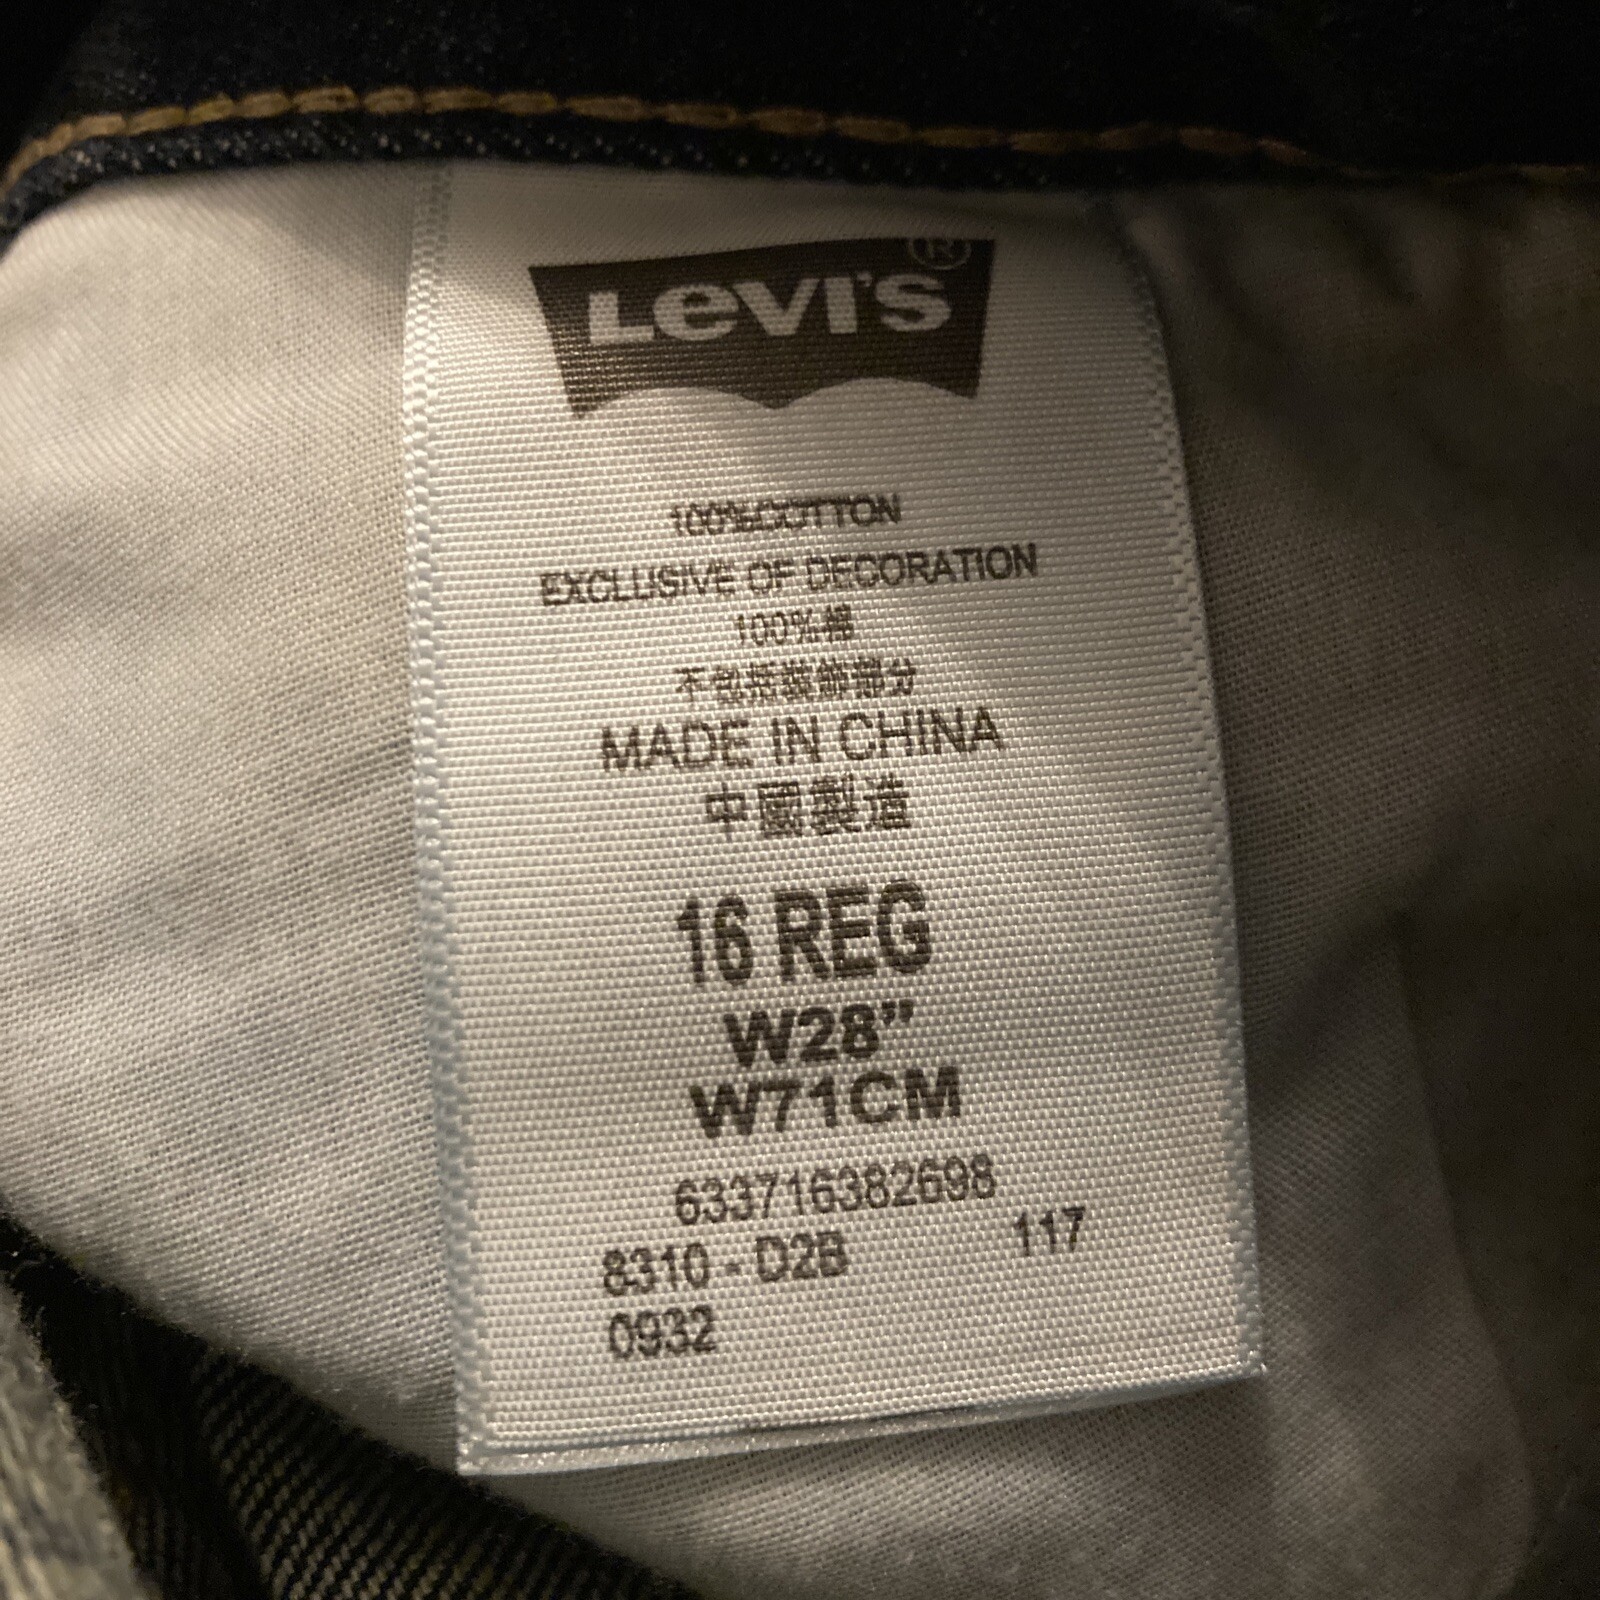 LEVI'S ®
100%COTTON
EXCLUSIVE OF DECORATION
100%棉
不包括裝飾部分
MADE IN CHINA
中國製造
16 REG
W28"
W71CM
633716382698
8310 - D2B 117
0932